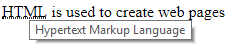 HTML is used to create web pages
Hypertext Markup Language